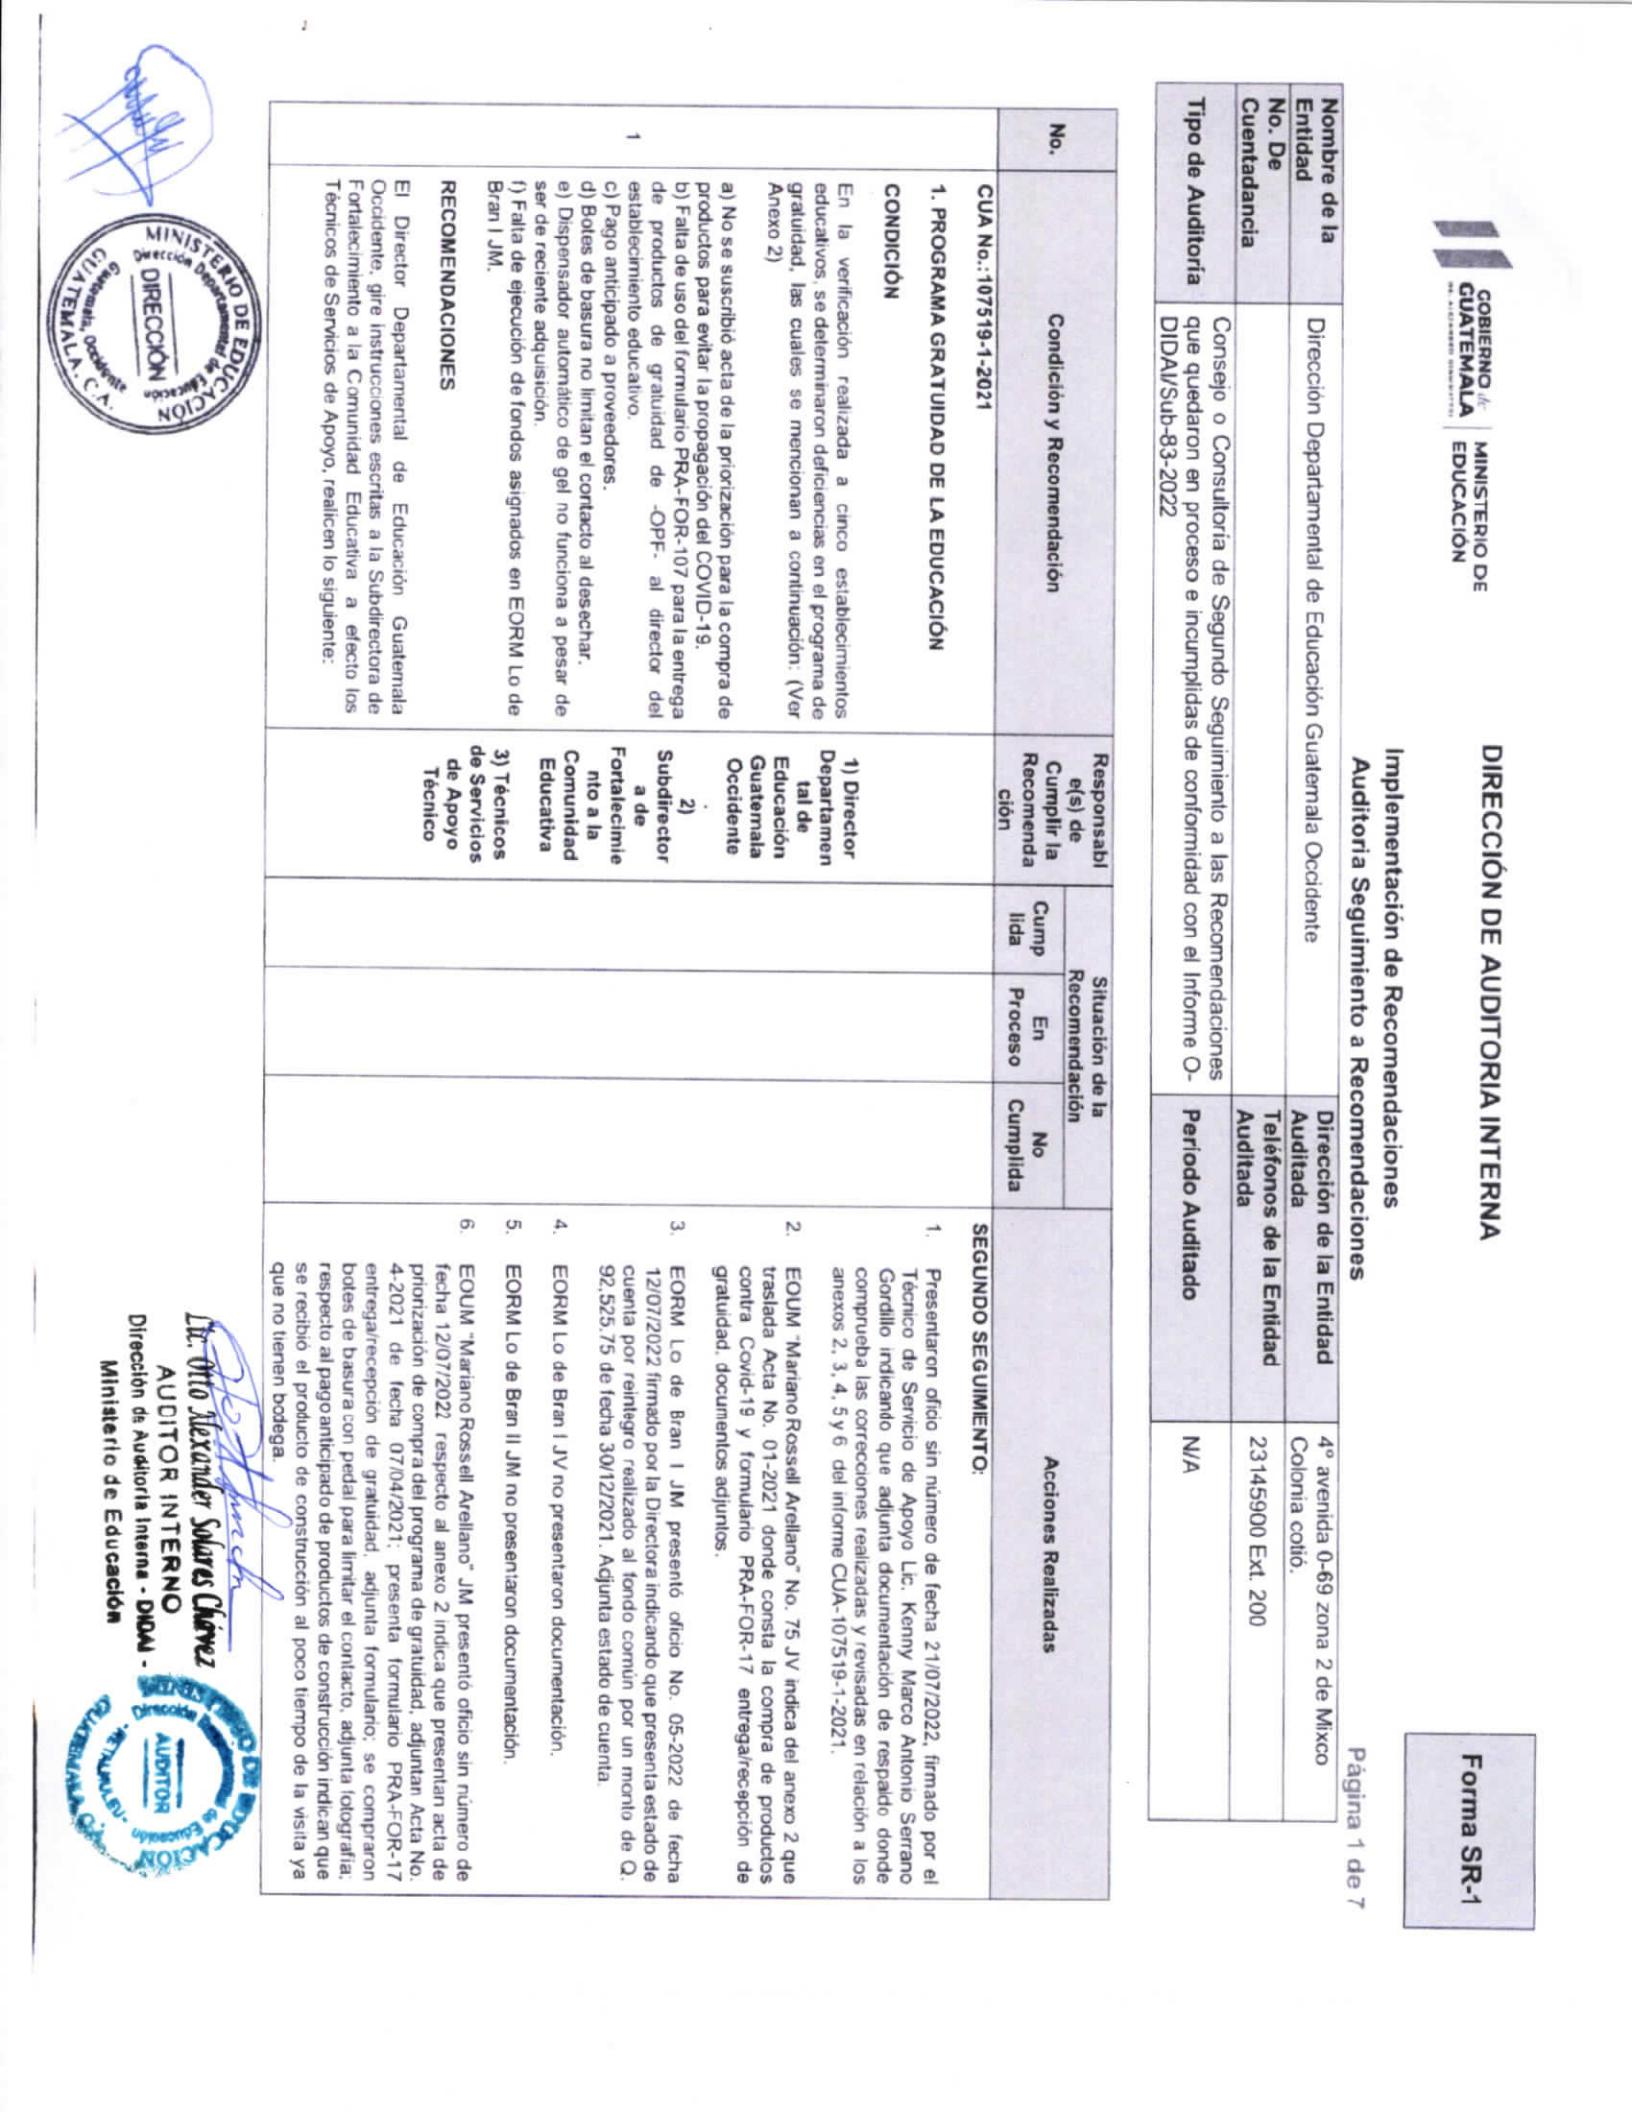 GOBIERNO de
GUATEMALA
MINISTERIO DE
EDUCACIÓN
DIRECCIÓN DE AUDITORIA INTERNA
Forma SR-1
Implementación de Recomendaciones
Auditoria Seguimiento a Recomendaciones
Página 1 de 7
Nombre de la
Entidad
Dirección Departamental de Educación Guatemala Occidente
Dirección de la Entidad
Auditada
4° avenida 0-69 zona 2 de Mixco
Colonia cotió.
No. De
Cuentadancia
Teléfonos de la Entidad
Auditada
23145900 Ext. 200
Tipo de Auditoría
Consejo o Consultoría de Segundo Seguimiento a las Recomendaciones
que quedaron en proceso e incumplidas de conformidad con el Informe O-
DIDAI/Sub-83-2022
Período Auditado
N/A
No.
Condición y Recomendación
Responsabl
e(s) de
Cumplir la
Recomenda
ción
Situación de la
Recomendación
Cump
lida
En
Proceso
No
Cumplida
Acciones Realizadas
1
CUA No.:107519-1-2021
1. PROGRAMA GRATUIDAD DE LA EDUCACIÓN
CONDICIÓN
En la verificación realizada a cinco establecimientos
educativos, se determinaron deficiencias en el programa de
gratuidad, las cuales se mencionan a continuación: (Ver
Anexo 2)
a) No se suscribió acta de la priorización para la compra de
productos para evitar la propagación del COVID-19.
b) Falta de uso del formulario PRA-FOR-107 para la entrega
de productos de gratuidad de -OPF- al director del
establecimiento educativo.
c) Pago anticipado a proveedores.
d) Botes de basura no limitan el contacto al desechar.
e) Dispensador automático de gel no funciona a pesar de
ser de reciente adquisición.
f) Falta de ejecución de fondos asignados en EORM Lo de
Bran I JM.
RECOMENDACIONES
El Director Departamental de Educación Guatemala
Occidente, gire instrucciones escritas a la Subdirectora de
Fortalecimiento a la Comunidad Educativa a efecto los
Técnicos de Servicios de Apoyo, realicen lo siguiente:
1) Director
Departamen
tal de
Educación
Guatemala
Occidente
.
2)
Subdirector
a de
Fortalecimie
nto a la
Comunidad
Educativa
3) Técnicos
de Servicios
de Apoyo
Técnico
SEGUNDO SEGUIMIENTO:
1. Presentaron oficio sin número de fecha 21/07/2022, firmado por el
Técnico de Servicio de Apoyo Lic. Kenny Marco Antonio Serrano
Gordillo indicando que adjunta documentación de respaldo donde
comprueba las correcciones realizadas y revisadas en relación a los
anexos 2, 3, 4, 5 y 6 del informe CUA-107519-1-2021.
2. EOUM "Mariano Rossell Arellano" No. 75 JV indica del anexo 2 que
traslada Acta No. 01-2021 donde consta la compra de productos
contra Covid-19 y formulario PRA-FOR-17 entrega/recepción de
gratuidad, documentos adjuntos.
3. EORM Lo de Bran I JM presentó oficio No. 05-2022 de fecha
12/07/2022 firmado por la Directora indicando que presenta estado de
cuenta por reintegro realizado al fondo común por un monto de Q.
92,525.75 de fecha 30/12/2021. Adjunta estado de cuenta.
4. EORM Lo de Bran I JV no presentaron documentación.
5. EORM Lo de Bran II JM no presentaron documentación.
6. EOUM "Mariano Rossell Arellano" JM presentó oficio sin número de
fecha 12/07/2022 respecto al anexo 2 indica que presentan acta de
priorización de compra del programa de gratuidad, adjuntan Acta No.
4-2021 de fecha 07/04/2021; presenta formulario PRA-FOR-17
entrega/recepción de gratuidad, adjunta formulario; se compraron
botes de basura con pedal para limitar el contacto, adjunta fotografía;
respecto al pago anticipado de productos de construcción indican que
se recibió el producto de construcción al poco tiempo de la visita ya
que no tienen bodega.
MINISTERIO DE EDUCACIÓN
Dirección Departamental de Educación
DIRECCIÓN
Guatemala, Occidente
GUATEMALA, C. A.
Lic. Otto Alexander Solares Chávez
AUDITOR INTERNO
Dirección de Auditoría Interna - DIDAI -
Ministerio de Educación
AUDITOR